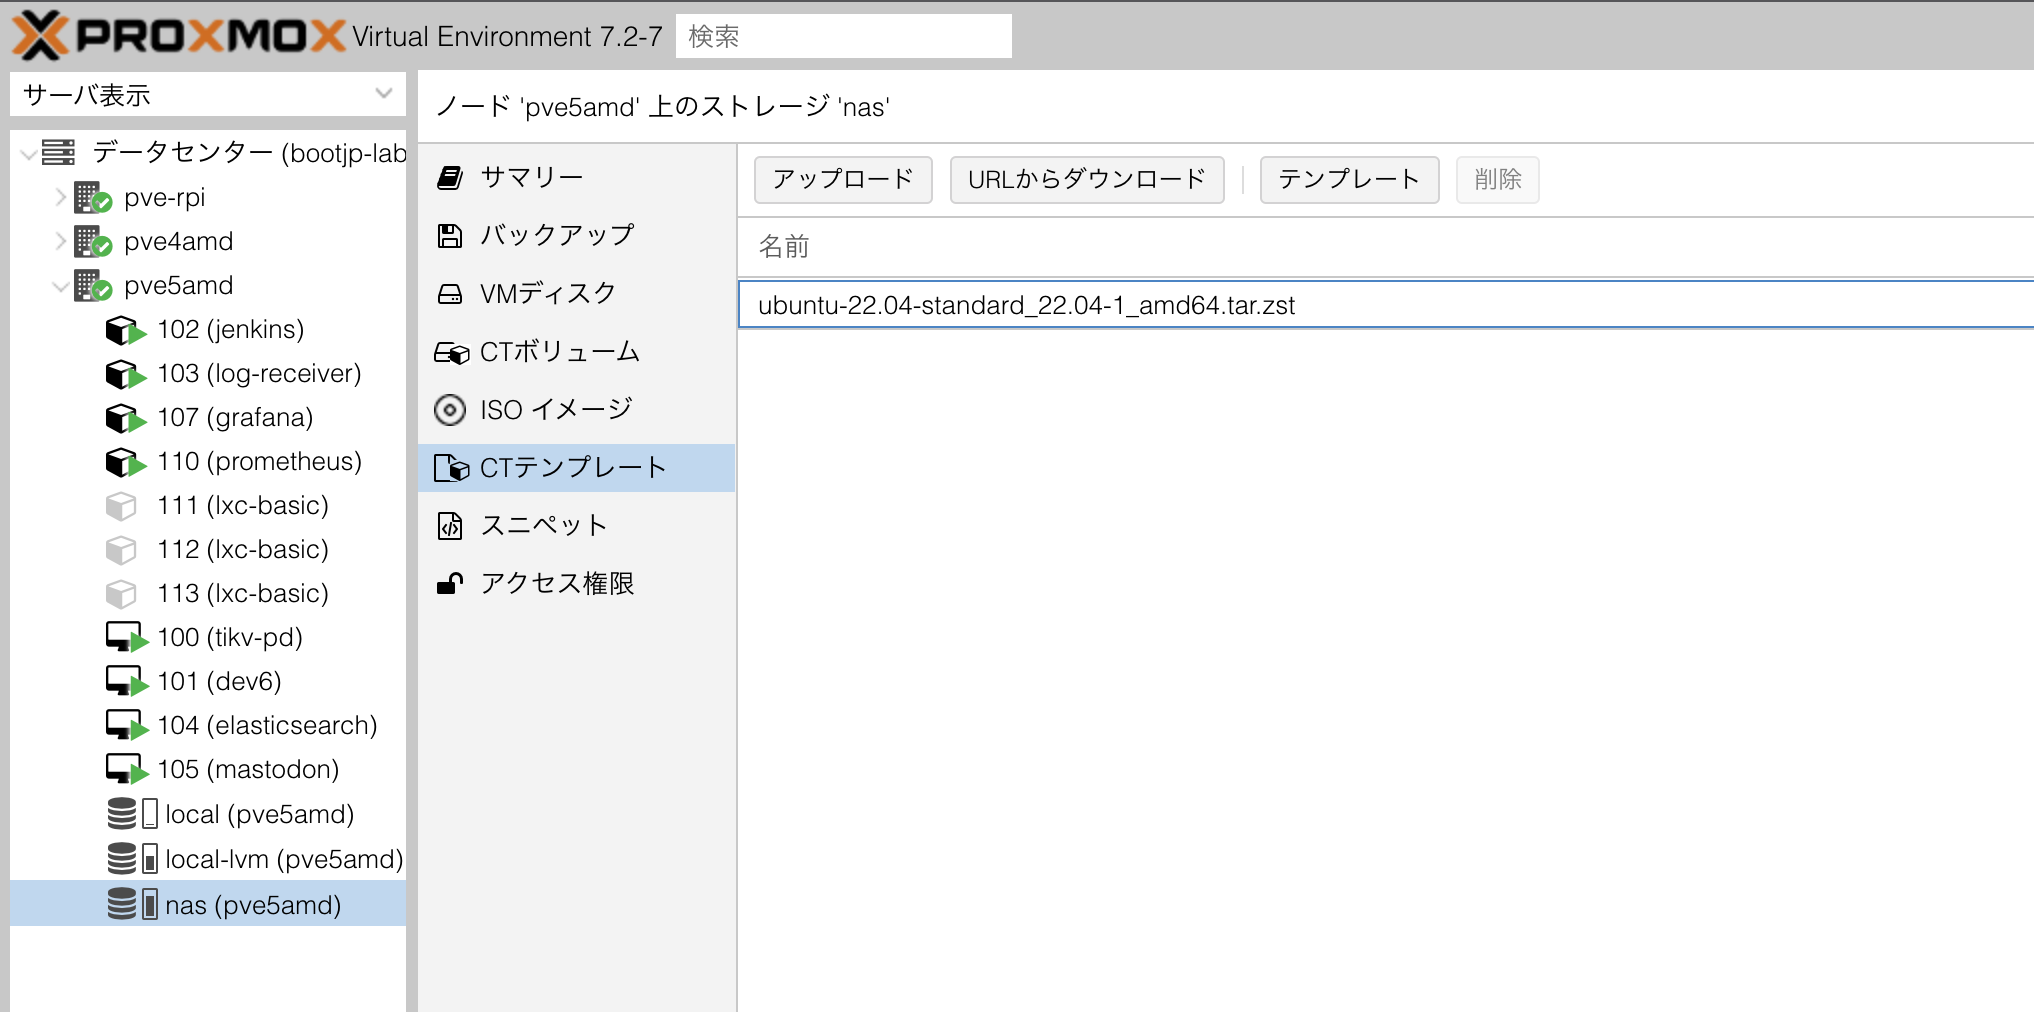 PROXMOX Virtual Environment 7.2-7 検索
サーバ表示
データセンター (bootjp-lab
pve-rpi
pve4amd
pve5amd
102 (jenkins)
103 (log-receiver)
107 (grafana)
110 (prometheus)
111 (lxc-basic)
112 (lxc-basic)
113 (lxc-basic)
100 (tikv-pd)
101 (dev6)
104 (elasticsearch)
105 (mastodon)
local (pve5amd)
local-lvm (pve5amd)
nas (pve5amd)
ノード 'pve5amd' 上のストレージ 'nas'
サマリー
バックアップ
VMディスク
CTボリューム
ISO イメージ
CTテンプレート
スニペット
アクセス権限
アップロード URLからダウンロード テンプレート 削除
名前
ubuntu-22.04-standard_22.04-1_amd64.tar.zst